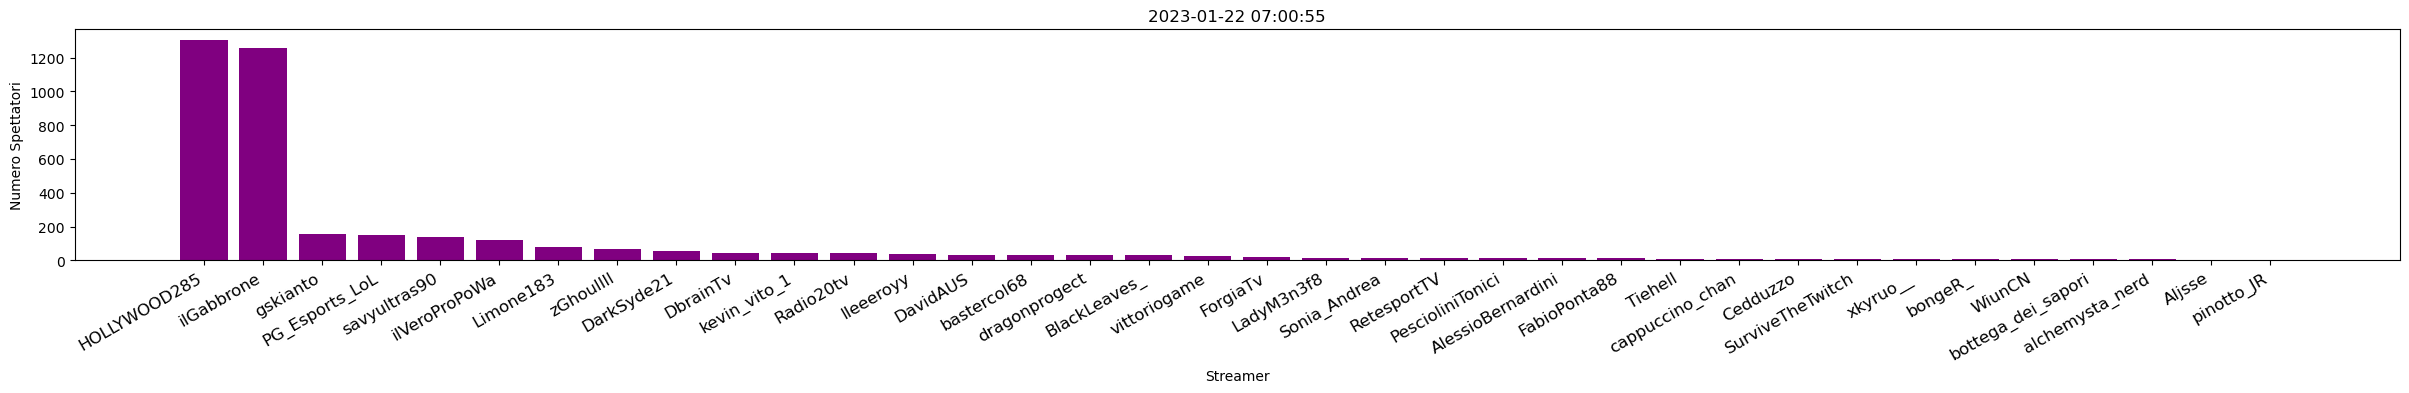 2023-01-22 07:00:55
Numero Spettatori
1200
1000
800
600
400
200
0
HOLLYWOOD285
ilGabbrone
gskianto
PG_Esports_LoL
savyultras90
ilVeroProPoWa
Limone183
DarkSyde21
DbrainTv
kevin_vito_1
Radio20tv
DavidAUS
bastercol68
dragonprogect
BlackLeaves_
vittoriogame
ForgiaTv
LadyM3n3f8
Sonia_Andrea
RetesportTV
PescioliniTonici
AlessioBernardini
FabioPonta88
Tiehell
cappuccino_chan
Cedduzzo
SurviveTheTwitch
xkyruo__
bongeR_
WiunCN
bottega_dei_sapori
alchemysta_nerd
Aljsse
pinotto_JR
Streamer